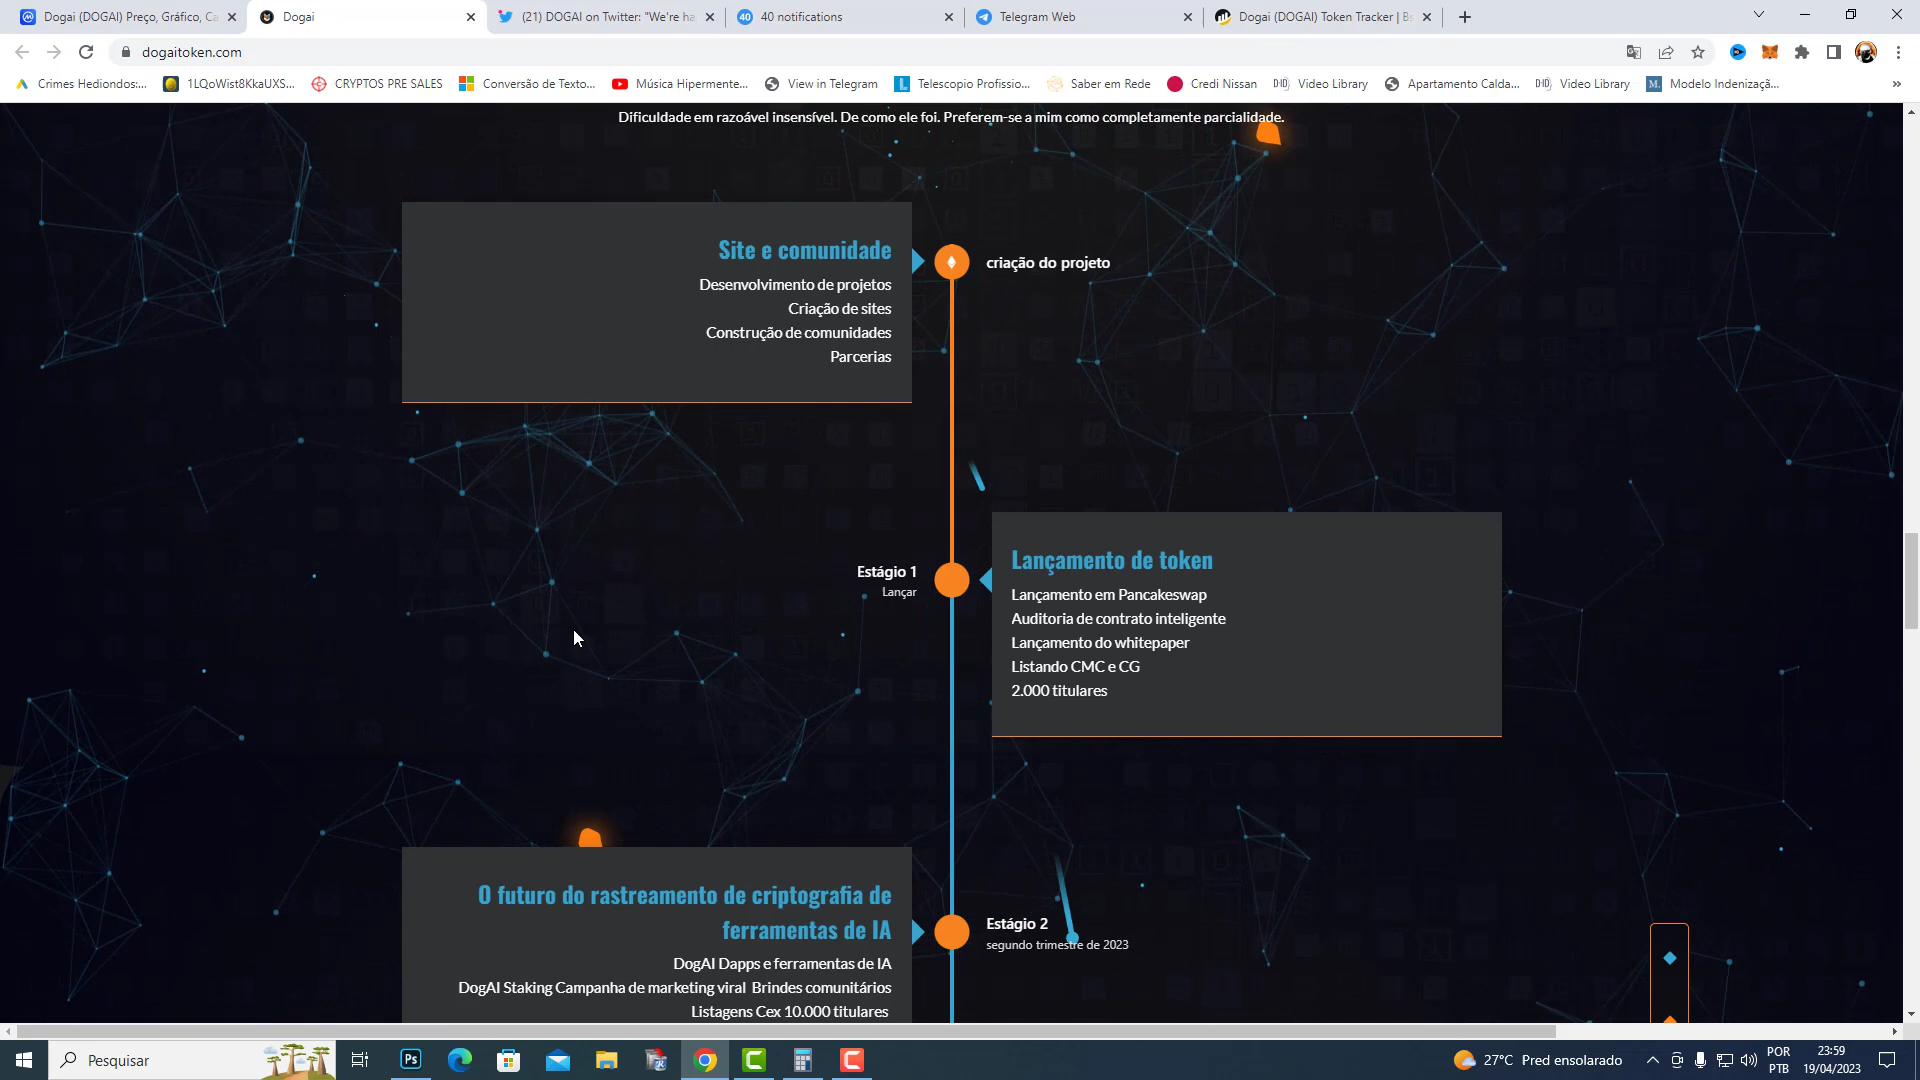 Dogai (DOGAI) Preço, Gráfico, Ca
Dogai
(21) DOGAI on Twitter: "We're ha
40 notifications
Telegram Web
Dogai (DOGAI) Token Tracker | Bs
dogaitoken.com
Crimes Hediondos:...
1LQoWist8KkaUXS...
CRYPTOS PRE SALES
Conversão de Texto...
Música Hipermente...
View in Telegram
Telescopio Profissio...
Saber em Rede
Credi Nissan
Video Library
Apartamento Calda...
Video Library
Modelo Indenizaçã...
Dificuldade em razoável insensível. De como ele foi. Preferem-se a mim como completamente parcialidade.
Site e comunidade
Desenvolvimento de projetos
Criação de sites
Construção de comunidades
Parcerias
criação do projeto
Estágio 1
Lançar
Lançamento de token
Lançamento em Pancakeswap
Auditoria de contrato inteligente
Lançamento do whitepaper
Listando CMC e CG
2.000 titulares
O futuro do rastreamento de criptografia de
ferramentas de IA
DogAI Dapps e ferramentas de IA
DogAI Staking Campanha de marketing viral Brindes comunitários
Listagens Cex 10.000 titulares
Estágio 2
segundo trimestre de 2023
Pesquisar
Ps
27°C Pred ensolarado
POR
PTB
23:59
19/04/2023